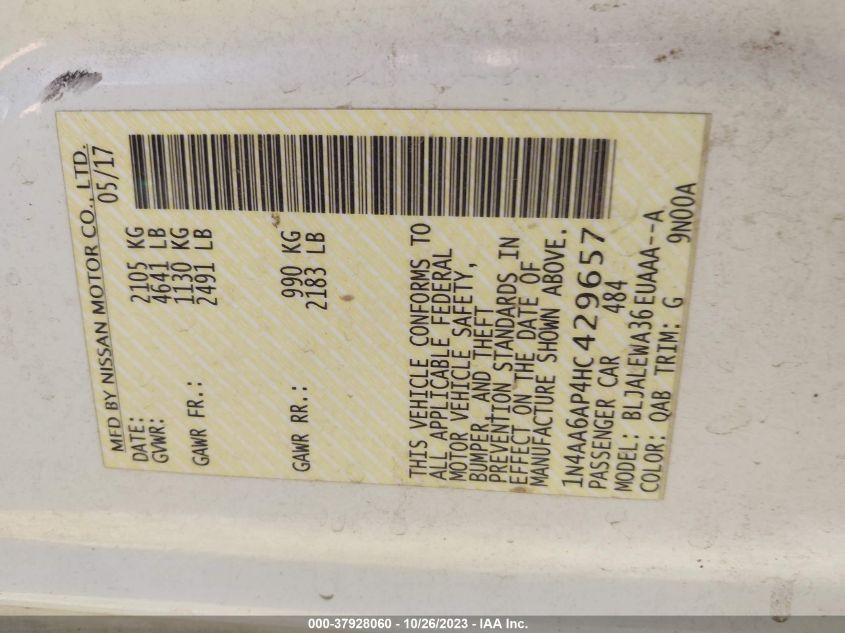 MFD BY NISSAN MOTOR CO., LTD.
DATE: 05/17
GVWR: 2105 KG
4641 LB
GAWR FR.: 1130 KG
2491 LB
GAWR RR.: 990 KG
2183 LB
THIS VEHICLE CONFORMS TO
ALL APPLICABLE FEDERAL
MOTOR VEHICLE SAFETY,
BUMPER, AND THEFT
PREVENTION STANDARDS IN
EFFECT ON THE DATE OF
MANUFACTURE SHOWN ABOVE.
1N4AA6AP4HC429657
PASSENGER CAR 484
MODEL: BLJALEWA36EUAAA--A
COLOR: QAB TRIM: G 9N00A
000-37928060 - 10/26/2023 - IAA Inc.